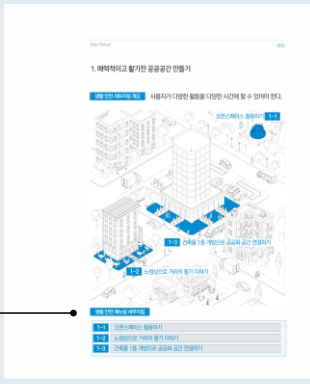 1. 매력적이고 활기찬 공공공간 만들기
생활 안전 세부지침 개요 사용자가 다양한 활동을 다양한 시간에 할 수 있어야 한다.
오픈스페이스 활용하기 1-1
1-3 건축물 1층 개방으로 공공과 공간 연결하기
1-2 노점상으로 거리의 활기 더하기
생활 안전 매뉴얼 세부지침
1-1 오픈스페이스 활용하기
1-2 노점상으로 거리의 활기 더하기
1-3 건축물 1층 개방으로 공공과 공간 연결하기